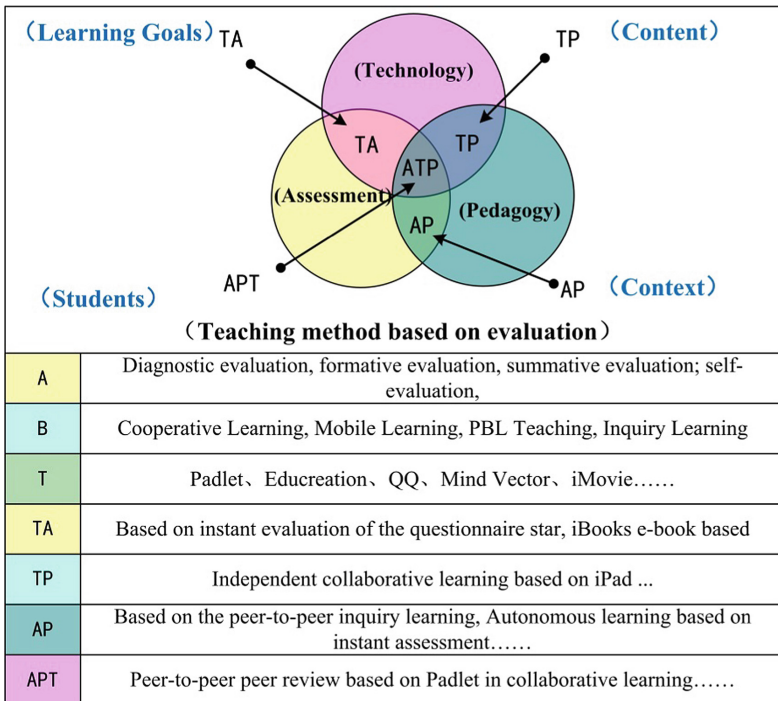 （Learning Goals） TA
TP （Content）
(Technology)
TA
TP
ATP
(Assessment)
(Pedagogy)
AP
APT
AP
（Students）
（Context）
（Teaching method based on evaluation）
A
Diagnostic evaluation, formative evaluation, summative evaluation; self-
evaluation,
B
Cooperative Learning, Mobile Learning, PBL Teaching, Inquiry Learning
T
Padlet、Educreation、QQ、Mind Vector、iMovie……
TA
Based on instant evaluation of the questionnaire star, iBooks e-book based
TP
Independent collaborative learning based on iPad ...
AP
Based on the peer-to-peer inquiry learning, Autonomous learning based on
instant assessment……
APT
Peer-to-peer peer review based on Padlet in collaborative learning……